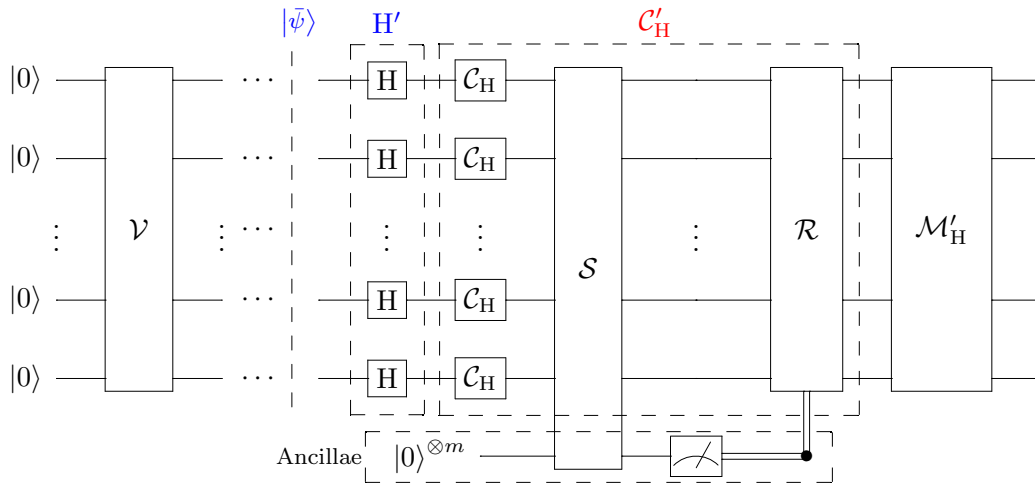 |ψ̄⟩ H′ 𝒞′_H
|0⟩ ··· H 𝒞_H
|0⟩ ··· H 𝒞_H
⋮ 𝒱 ⋮ ··· ⋮ ⋮ 𝒮 ⋮ ℛ ℳ′_H
|0⟩ ··· H 𝒞_H
|0⟩ ··· H 𝒞_H
Ancillae |0⟩^⊗m